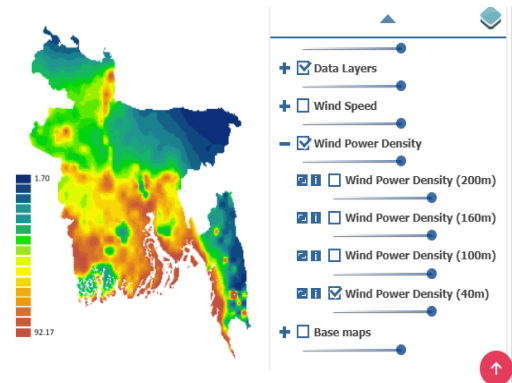 1.70
92.17
Data Layers
Wind Speed
Wind Power Density
Wind Power Density (200m)
Wind Power Density (160m)
Wind Power Density (100m)
Wind Power Density (40m)
Base maps